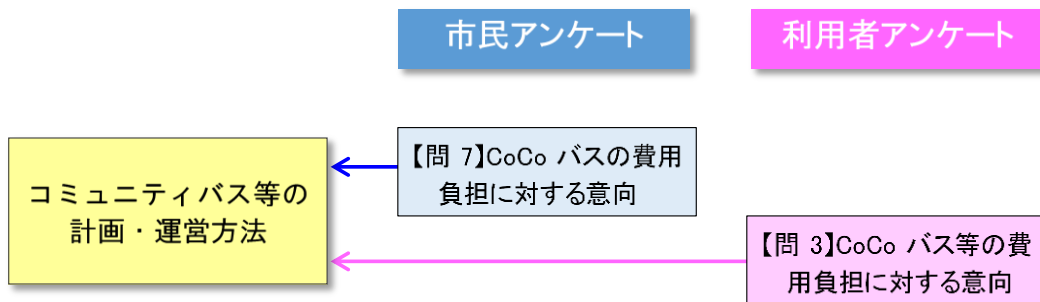 市民アンケート
利用者アンケート
【問 7】CoCo バスの費用
負担に対する意向
コミュニティバス等の
計画・運営方法
【問 3】CoCo バス等の費
用負担に対する意向